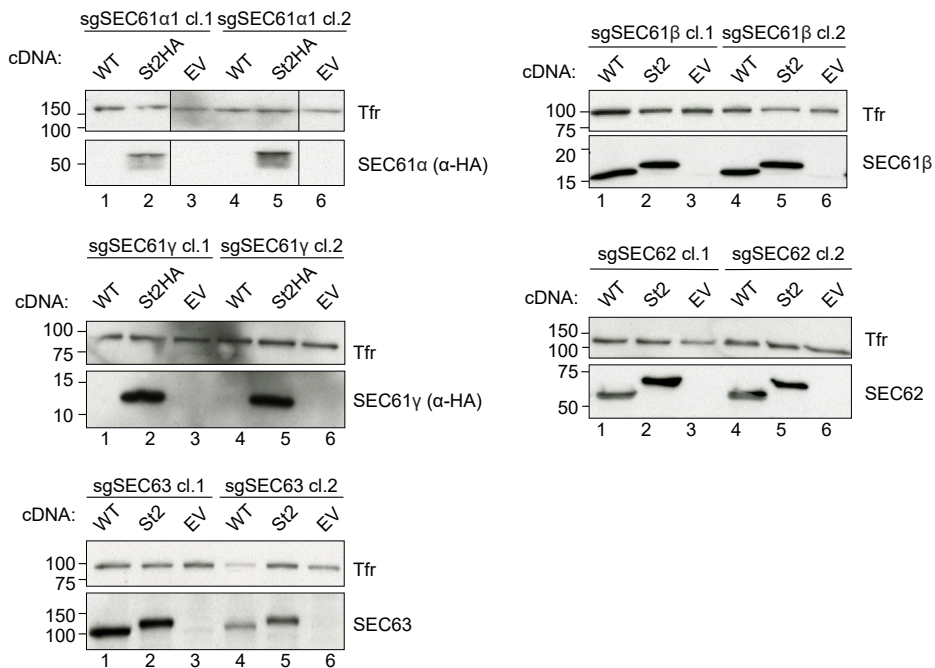 sgSEC61α1 cl.1 sgSEC61α1 cl.2
cDNA: WT St2HA EV WT St2HA EV
150
100
Tfr
50
SEC61α (α-HA)
1 2 3 4 5 6
sgSEC61β cl.1 sgSEC61β cl.2
cDNA: WT St2 EV WT St2 EV
100
75
Tfr
20
15
SEC61β
1 2 3 4 5 6
sgSEC61γ cl.1 sgSEC61γ cl.2
cDNA: WT St2HA EV WT St2HA EV
100
75
Tfr
15
10
SEC61γ (α-HA)
1 2 3 4 5 6
sgSEC62 cl.1 sgSEC62 cl.2
cDNA: WT St2 EV WT St2 EV
150
100
Tfr
75
50
SEC62
1 2 3 4 5 6
sgSEC63 cl.1 sgSEC63 cl.2
cDNA: WT St2 EV WT St2 EV
100
75
Tfr
150
100
SEC63
1 2 3 4 5 6